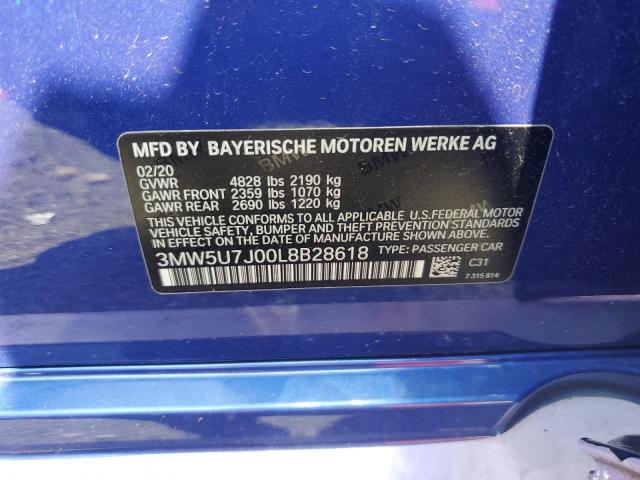 MFD BY BAYERISCHE MOTOREN WERKE AG
02/20
GVWR 4828 lbs 2190 kg
GAWR FRONT 2359 lbs 1070 kg
GAWR REAR 2690 lbs 1220 kg
THIS VEHICLE CONFORMS TO ALL APPLICABLE U.S.FEDERAL MOTOR
VEHICLE SAFETY, BUMPER, AND THEFT PREVENTION STANDARDS
IN EFFECT ON THE DATE OF MANUFACTURE SHOWN ABOVE.
3MW5U7J00L8B28618 TYPE: PASSENGER CAR
C31
7 315 814